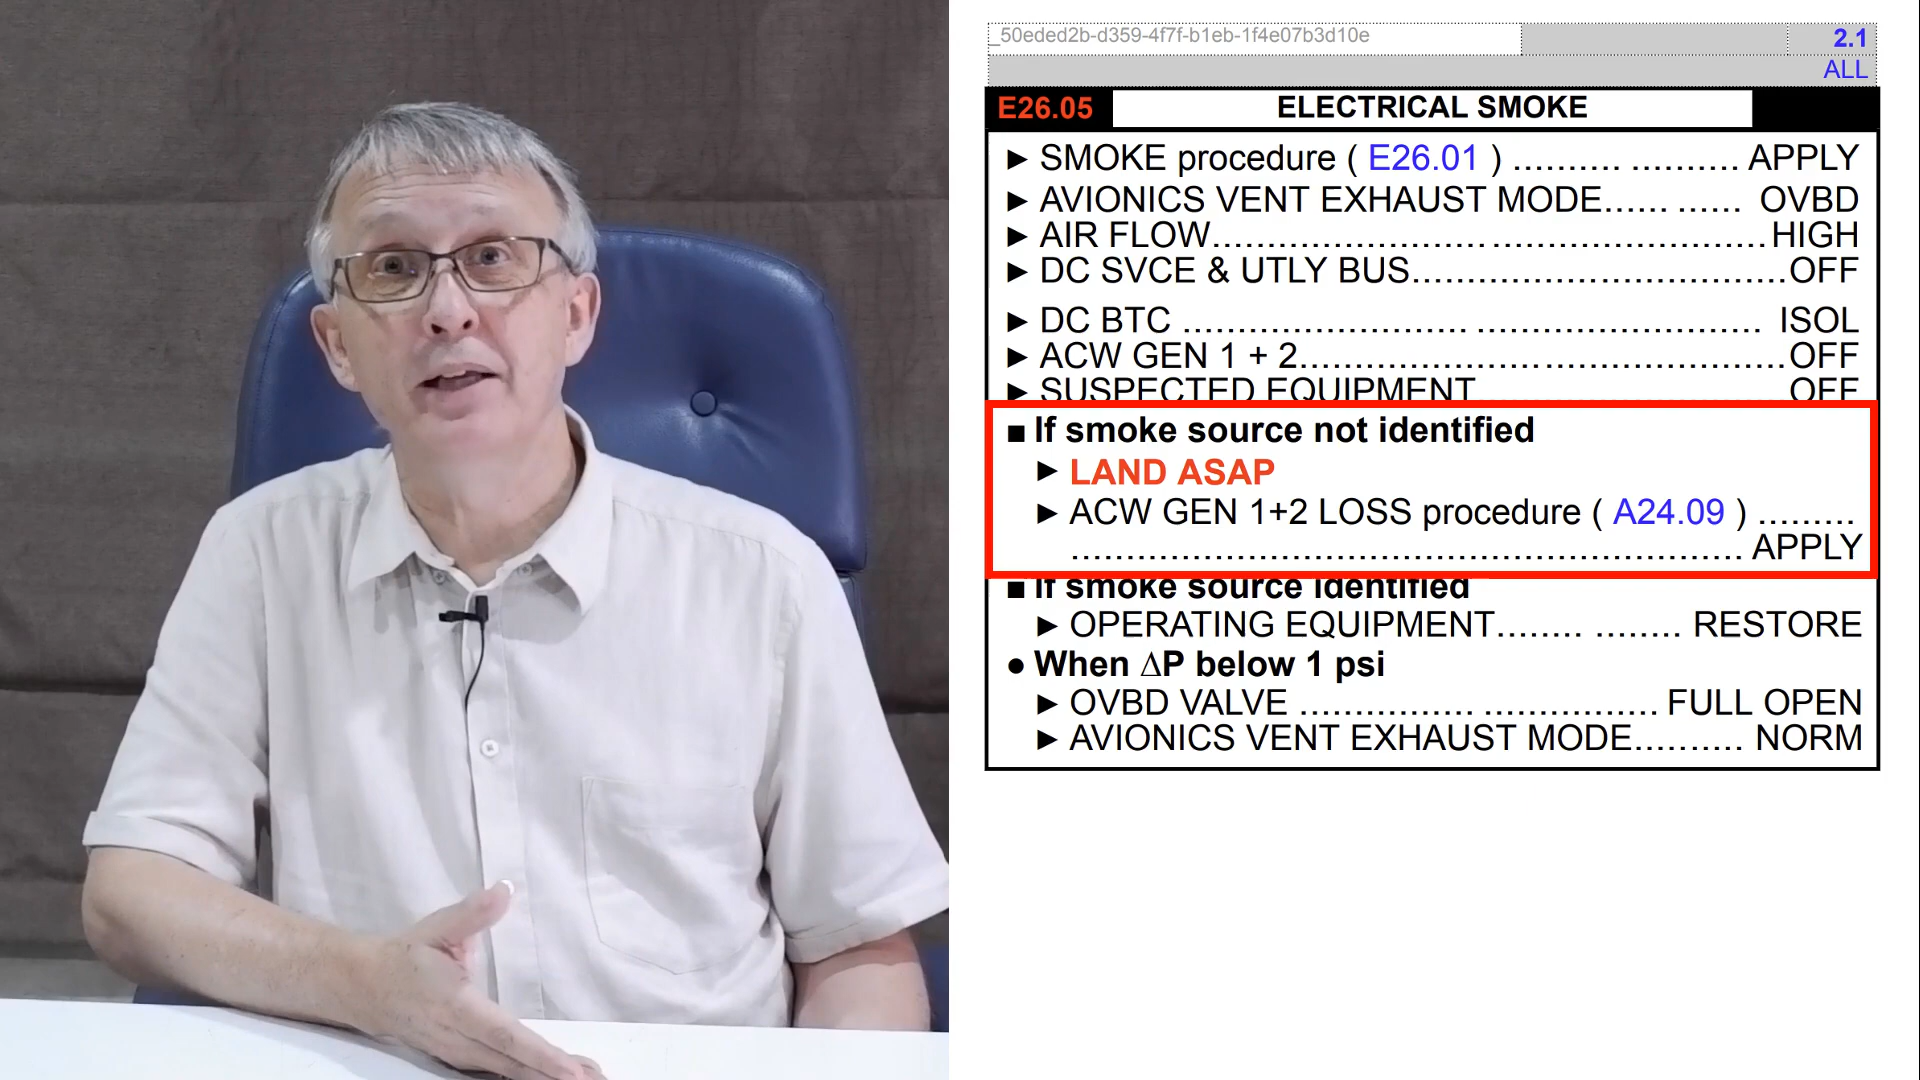 _50eded2b-d359-4f7f-b1eb-1f4e07b3d10e 2.1
ALL
E26.05 ELECTRICAL SMOKE
► SMOKE procedure ( E26.01 ) .......... .......... APPLY
► AVIONICS VENT EXHAUST MODE...... ...... OVBD
► AIR FLOW.................................................HIGH
► DC SVCE & UTLY BUS..................................OFF
► DC BTC .......................... .......................... ISOL
► ACW GEN 1 + 2............................................OFF
► SUSPECTED EQUIPMENT............................OFF
■ If smoke source not identified
► LAND ASAP
► ACW GEN 1+2 LOSS procedure ( A24.09 ) .........
............................................................. APPLY
■ If smoke source identified
► OPERATING EQUIPMENT........ ........ RESTORE
● When ΔP below 1 psi
► OVBD VALVE ................ ................ FULL OPEN
► AVIONICS VENT EXHAUST MODE.......... NORM